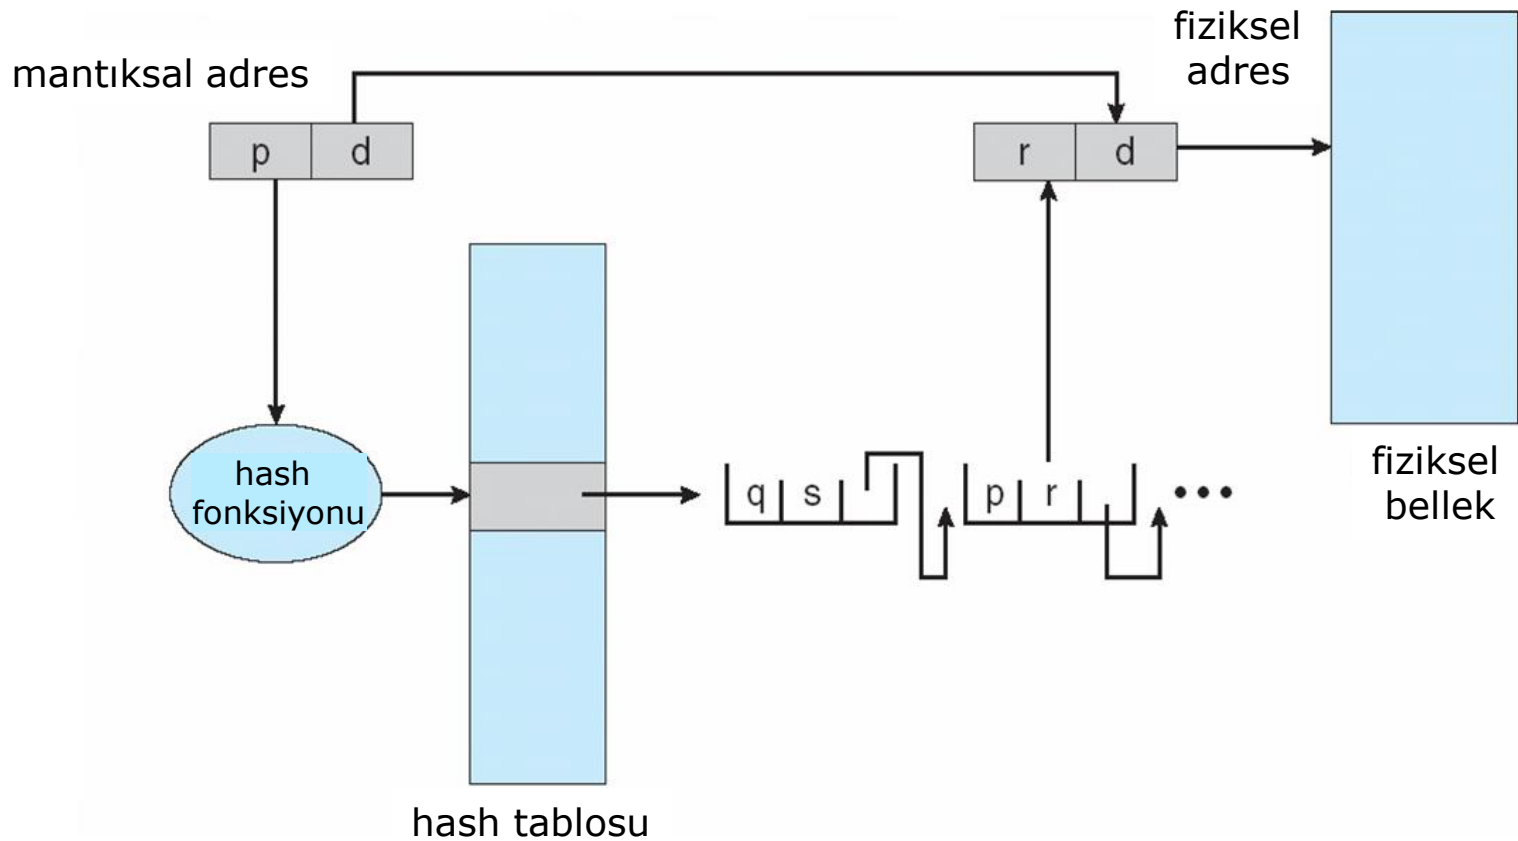 mantıksal adres
p d
r d
fiziksel
adres
hash
fonksiyonu
q s
p r
fiziksel
bellek
hash tablosu